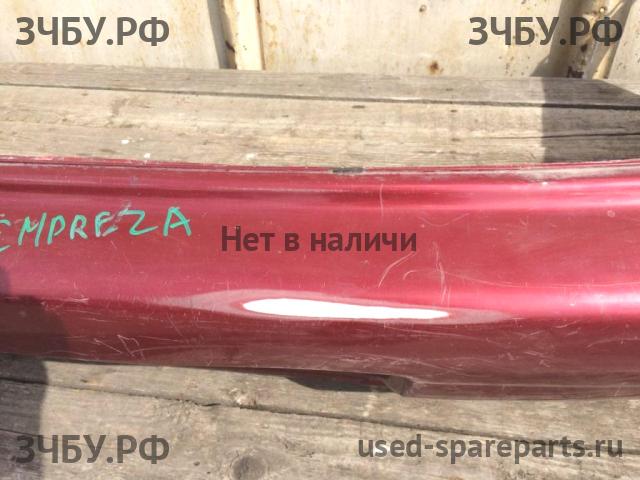 ЗЧБУ.РФ ЗЧБУ.РФ
EMPREZA
Нет в наличи
ЗЧБУ.РФ used-spareparts.ru